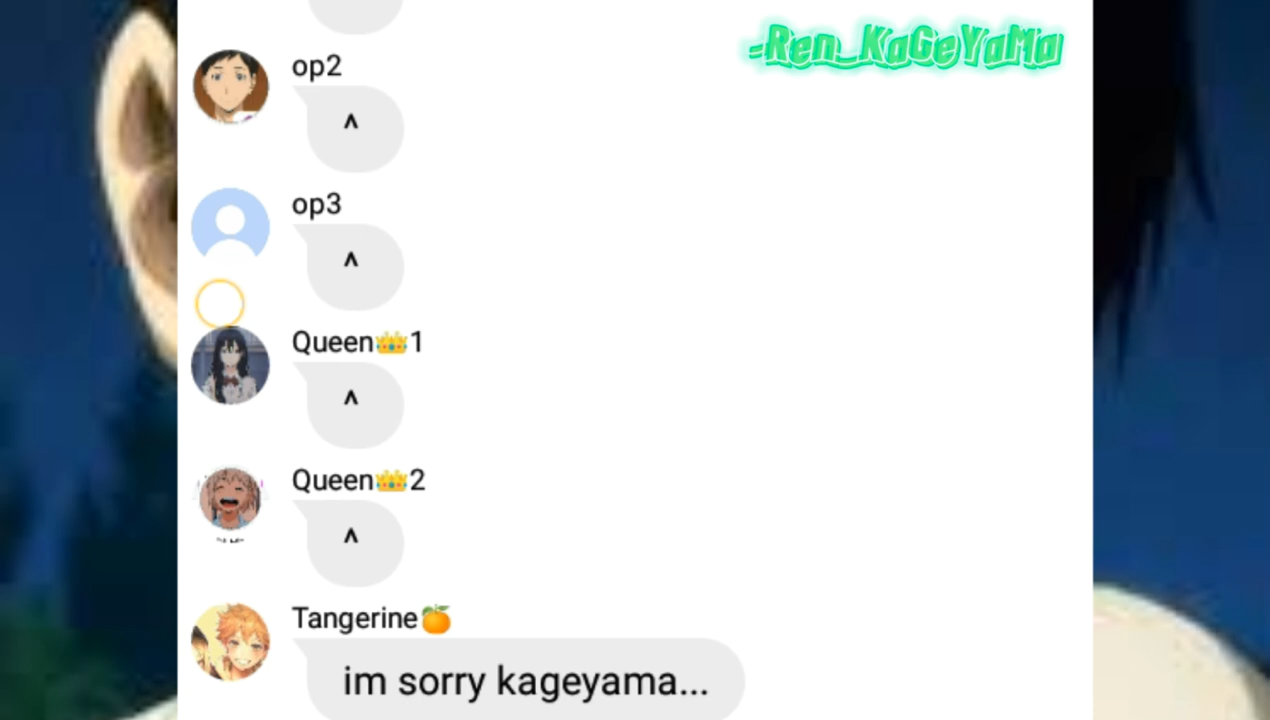 -Ren_KaGeYaMa
op2
^
op3
^
Queen👑1
^
Queen👑2
^
Tangerine🍊
im sorry kageyama...